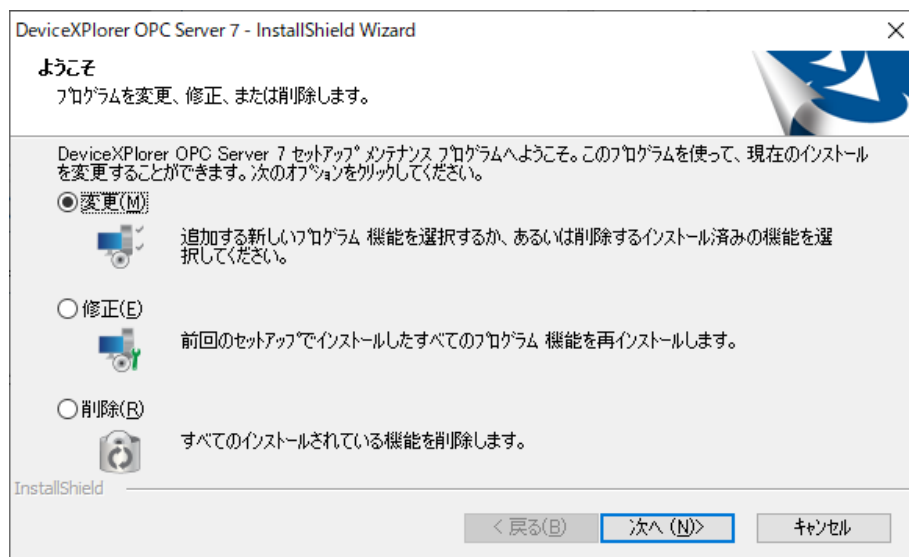 DeviceXPlorer OPC Server 7 - InstallShield Wizard
ようこそ
プログラムを変更、修正、または削除します。
DeviceXPlorer OPC Server 7 セットアップ メンテナンス プログラムへようこそ。このプログラムを使って、現在のインストール
を変更することができます。次のオプションをクリックしてください。
変更(M)
追加する新しいプログラム 機能を選択するか、あるいは削除するインストール済みの機能を選
択してください。
修正(E)
前回のセットアップでインストールしたすべてのプログラム 機能を再インストールします。
削除(R)
すべてのインストールされている機能を削除します。
InstallShield
< 戻る(B)
次へ (N)>
キャンセル